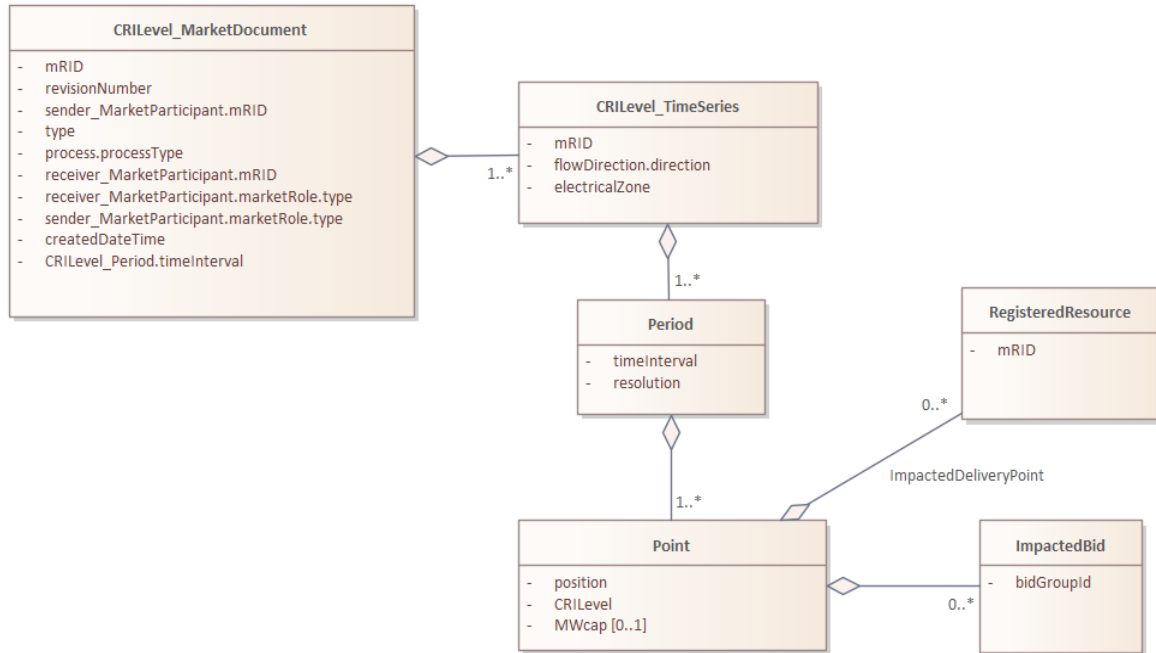 CRILevel_MarketDocument
- mRID
- revisionNumber
- sender_MarketParticipant.mRID
- type
- process.processType
- receiver_MarketParticipant.mRID
- receiver_MarketParticipant.marketRole.type
- sender_MarketParticipant.marketRole.type
- createdDateTime
- CRILevel_Period.timeInterval
1..*
CRILevel_TimeSeries
- mRID
- flowDirection.direction
- electricalZone
1..*
Period
- timeInterval
- resolution
1..*
RegisteredResource
- mRID
0..*
ImpactedDeliveryPoint
Point
- position
- CRILevel
- MWcap [0..1]
0..*
ImpactedBid
- bidGroupId